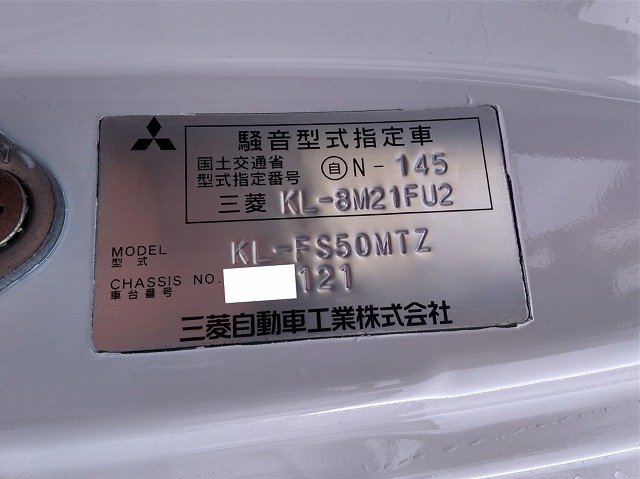 騒音型式指定車
国土交通省
型式指定番号 自 N - 145
三菱 KL-8M21FU2
MODEL
型式 KL-FS50MTZ
CHASSIS NO.
車台番号 121
三菱自動車工業株式会社